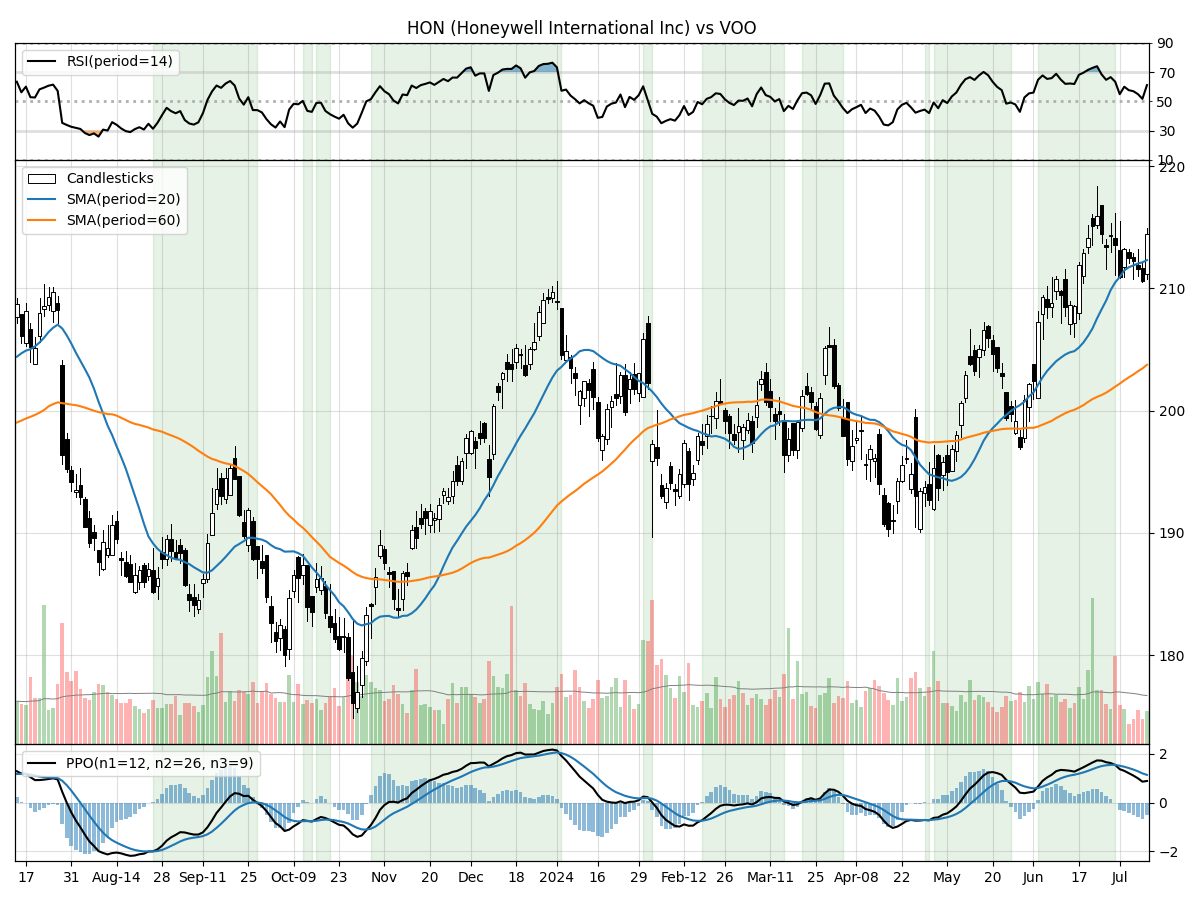 HON (Honeywell International Inc) vs VOO
RSI(period=14)
90
70
50
30
10
Candlesticks
SMA(period=20)
SMA(period=60)
220
210
200
190
180
PPO(n1=12, n2=26, n3=9)
2
0
−2
17 31 Aug-14 28 Sep-11 25 Oct-09 23 Nov 20 Dec 18 2024 16 29 Feb-12 26 Mar-11 25 Apr-08 22 May 20 Jun 17 Jul